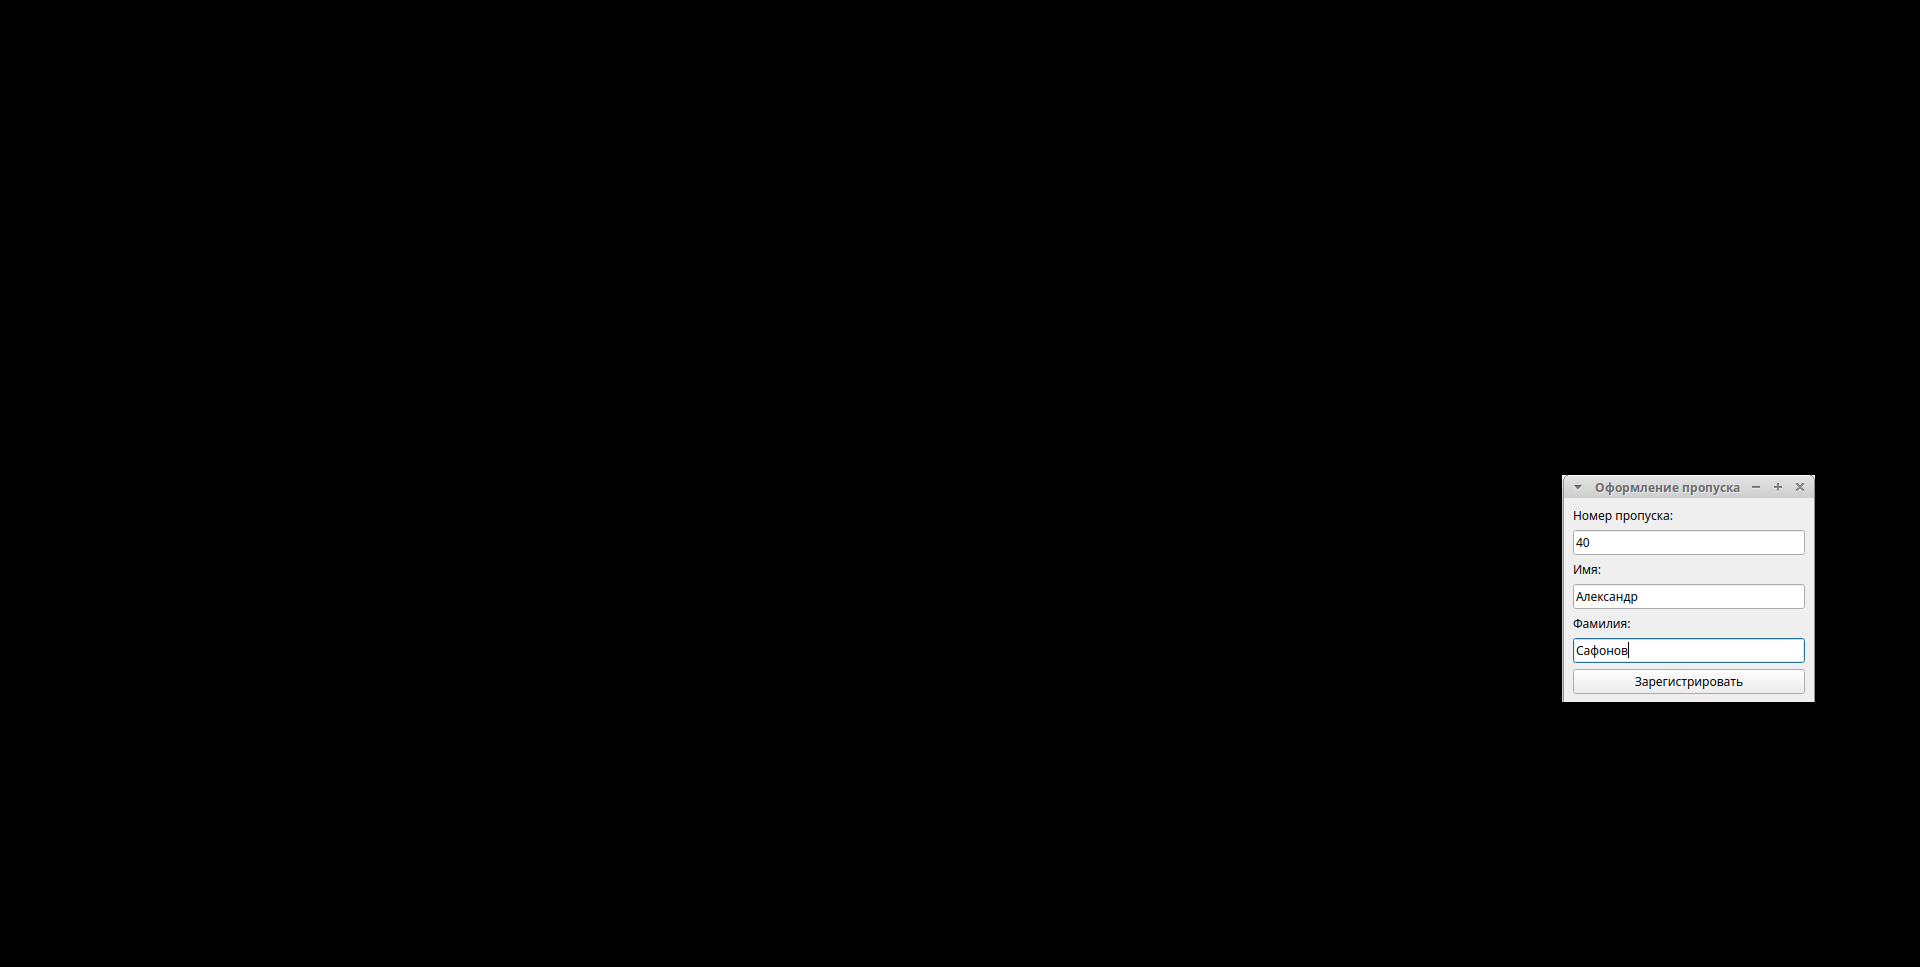 Оформление пропуска
Номер пропуска:
40
Имя:
Александр
Фамилия:
Сафонов
Зарегистрировать